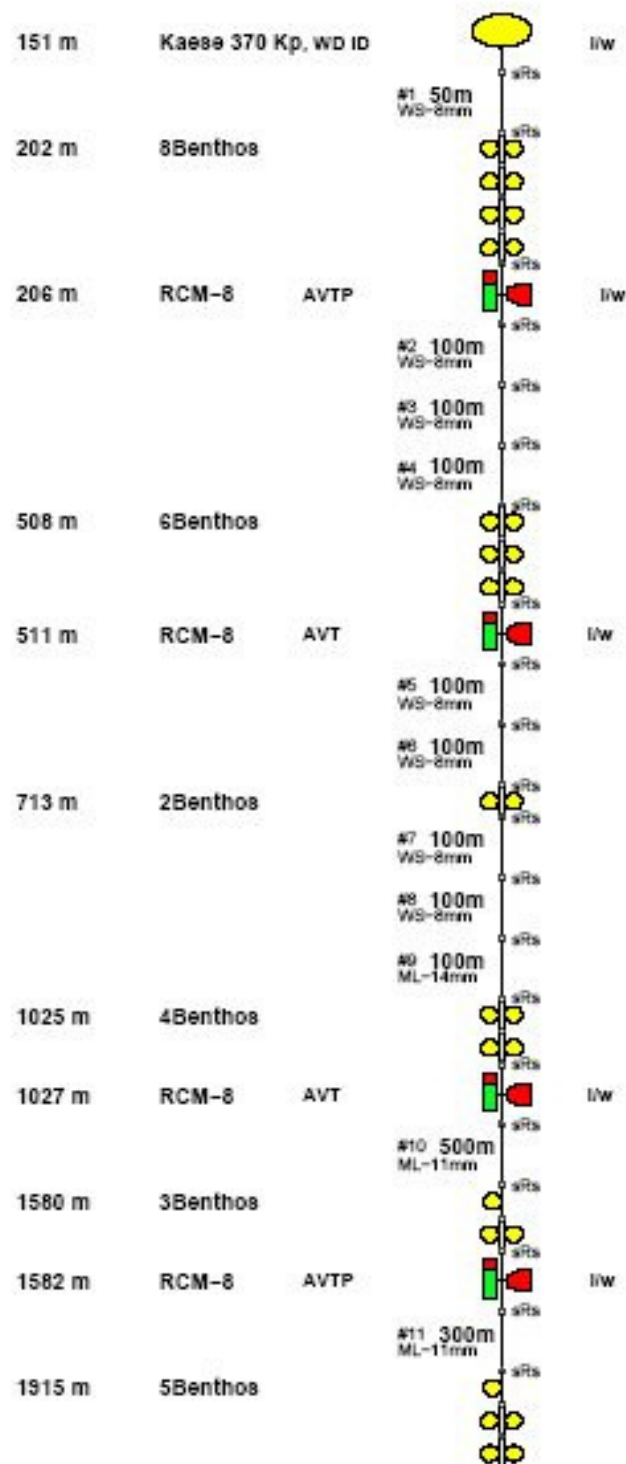 151 m Kaese 370 Kp, WD ID l/w
sRs
#1 50m
WS-8mm
sRs
202 m 8Benthos
sRs
206 m RCM-8 AVTP l/w
sRs
#2 100m
WS-8mm
sRs
#3 100m
WS-8mm
sRs
#4 100m
WS-8mm
sRs
508 m 6Benthos
sRs
511 m RCM-8 AVT l/w
sRs
#5 100m
WS-8mm
sRs
#6 100m
WS-8mm
sRs
713 m 2Benthos
sRs
#7 100m
WS-8mm
sRs
#8 100m
WS-8mm
sRs
#9 100m
ML-14mm
sRs
1025 m 4Benthos
sRs
1027 m RCM-8 AVT l/w
sRs
#10 500m
ML-11mm
sRs
1580 m 3Benthos
sRs
1582 m RCM-8 AVTP l/w
sRs
#11 300m
ML-11mm
sRs
1915 m 5Benthos